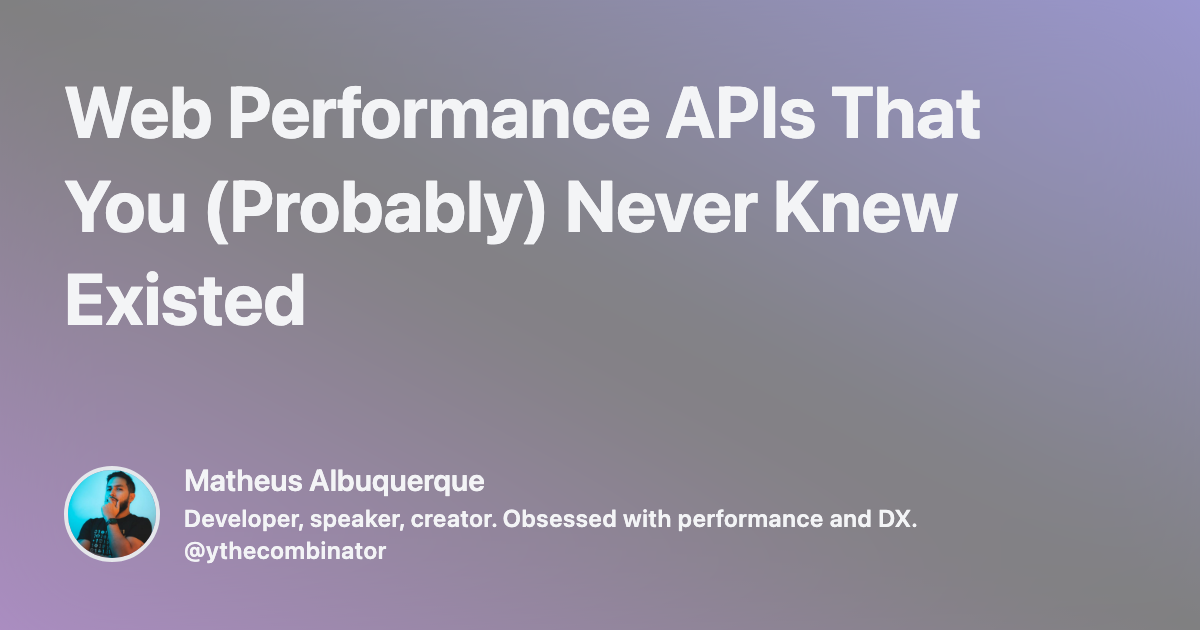 Web Performance APIs That
You (Probably) Never Knew
Existed
Matheus Albuquerque
Developer, speaker, creator. Obsessed with performance and DX.
@ythecombinator